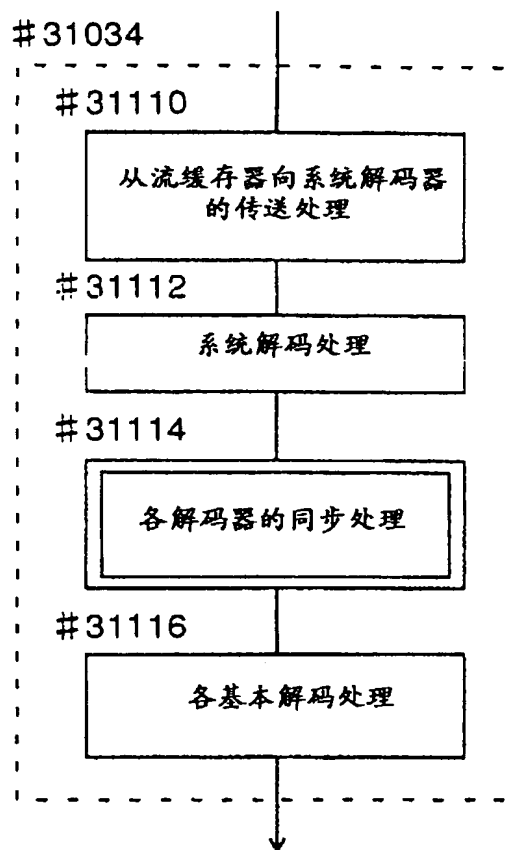 #31034
#31110
从流缓存器向系统解码器
的传送处理
#31112
系统解码处理
#31114
各解码器的同步处理
#31116
各基本解码处理